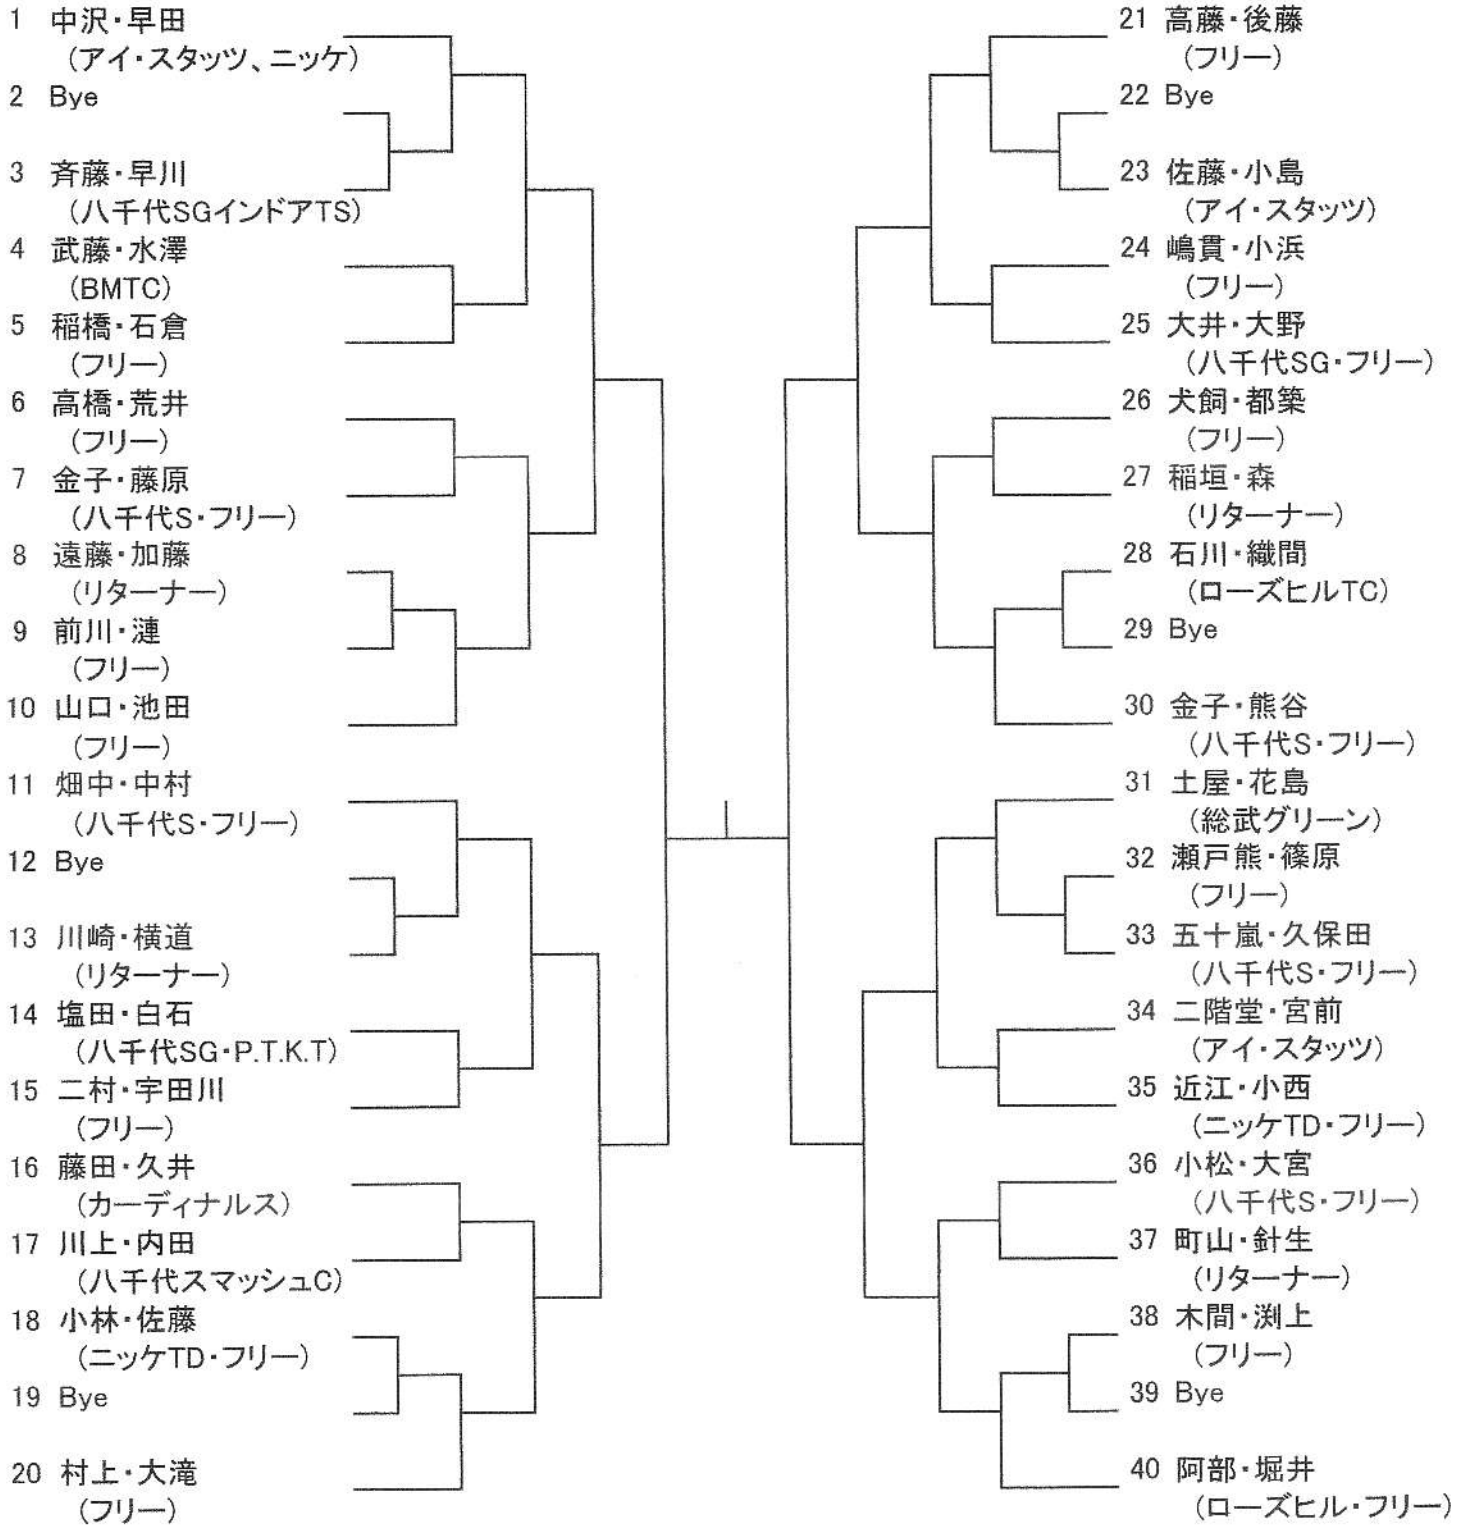 1 中沢・早田
(アイ・スタッツ、ニッケ)
2 Bye
3 斉藤・早川
(八千代SGインドアTS)
4 武藤・水澤
(BMTC)
5 稲橋・石倉
(フリー)
6 高橋・荒井
(フリー)
7 金子・藤原
(八千代S・フリー)
8 遠藤・加藤
(リターナー)
9 前川・漣
(フリー)
10 山口・池田
(フリー)
11 畑中・中村
(八千代S・フリー)
12 Bye
13 川崎・横道
(リターナー)
14 塩田・白石
(八千代SG・P.T.K.T)
15 二村・宇田川
(フリー)
16 藤田・久井
(カーディナルス)
17 川上・内田
(八千代スマッシュC)
18 小林・佐藤
(ニッケTD・フリー)
19 Bye
20 村上・大滝
(フリー)
21 高藤・後藤
(フリー)
22 Bye
23 佐藤・小島
(アイ・スタッツ)
24 嶋貫・小浜
(フリー)
25 大井・大野
(八千代SG・フリー)
26 犬飼・都築
(フリー)
27 稲垣・森
(リターナー)
28 石川・織間
(ローズヒルTC)
29 Bye
30 金子・熊谷
(八千代S・フリー)
31 土屋・花島
(総武グリーン)
32 瀬戸熊・篠原
(フリー)
33 五十嵐・久保田
(八千代S・フリー)
34 二階堂・宮前
(アイ・スタッツ)
35 近江・小西
(ニッケTD・フリー)
36 小松・大宮
(八千代S・フリー)
37 町山・針生
(リターナー)
38 木間・渕上
(フリー)
39 Bye
40 阿部・堀井
(ローズヒル・フリー)